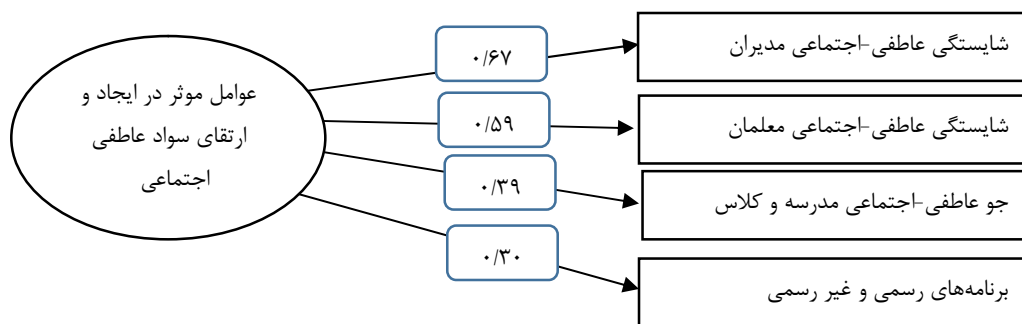 عوامل موثر در ایجاد و
ارتقای سواد عاطفی
اجتماعی
۰/۶۷
شایستگی عاطفی-اجتماعی مدیران
۰/۵۹
شایستگی عاطفی-اجتماعی معلمان
۰/۳۹
جو عاطفی-اجتماعی مدرسه و کلاس
۰/۳۰
برنامه‌های رسمی و غیر رسمی